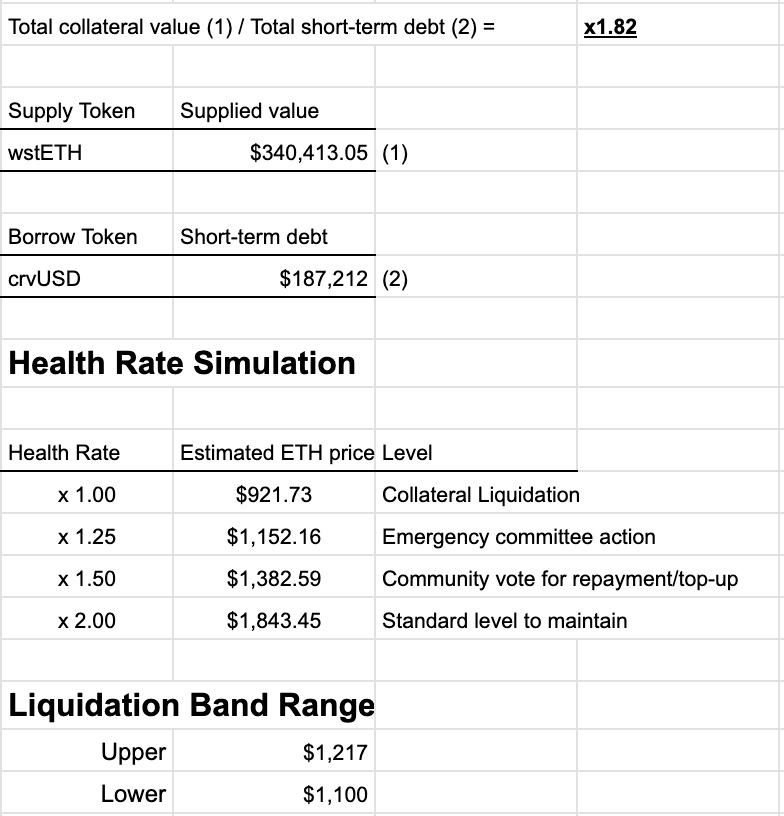 Total collateral value (1) / Total short-term debt (2) = x1.82
Supply Token Supplied value
wstETH $340,413.05 (1)
Borrow Token Short-term debt
crvUSD $187,212 (2)
Health Rate Simulation
Health Rate Estimated ETH price Level
x 1.00 $921.73 Collateral Liquidation
x 1.25 $1,152.16 Emergency committee action
x 1.50 $1,382.59 Community vote for repayment/top-up
x 2.00 $1,843.45 Standard level to maintain
Liquidation Band Range
Upper $1,217
Lower $1,100